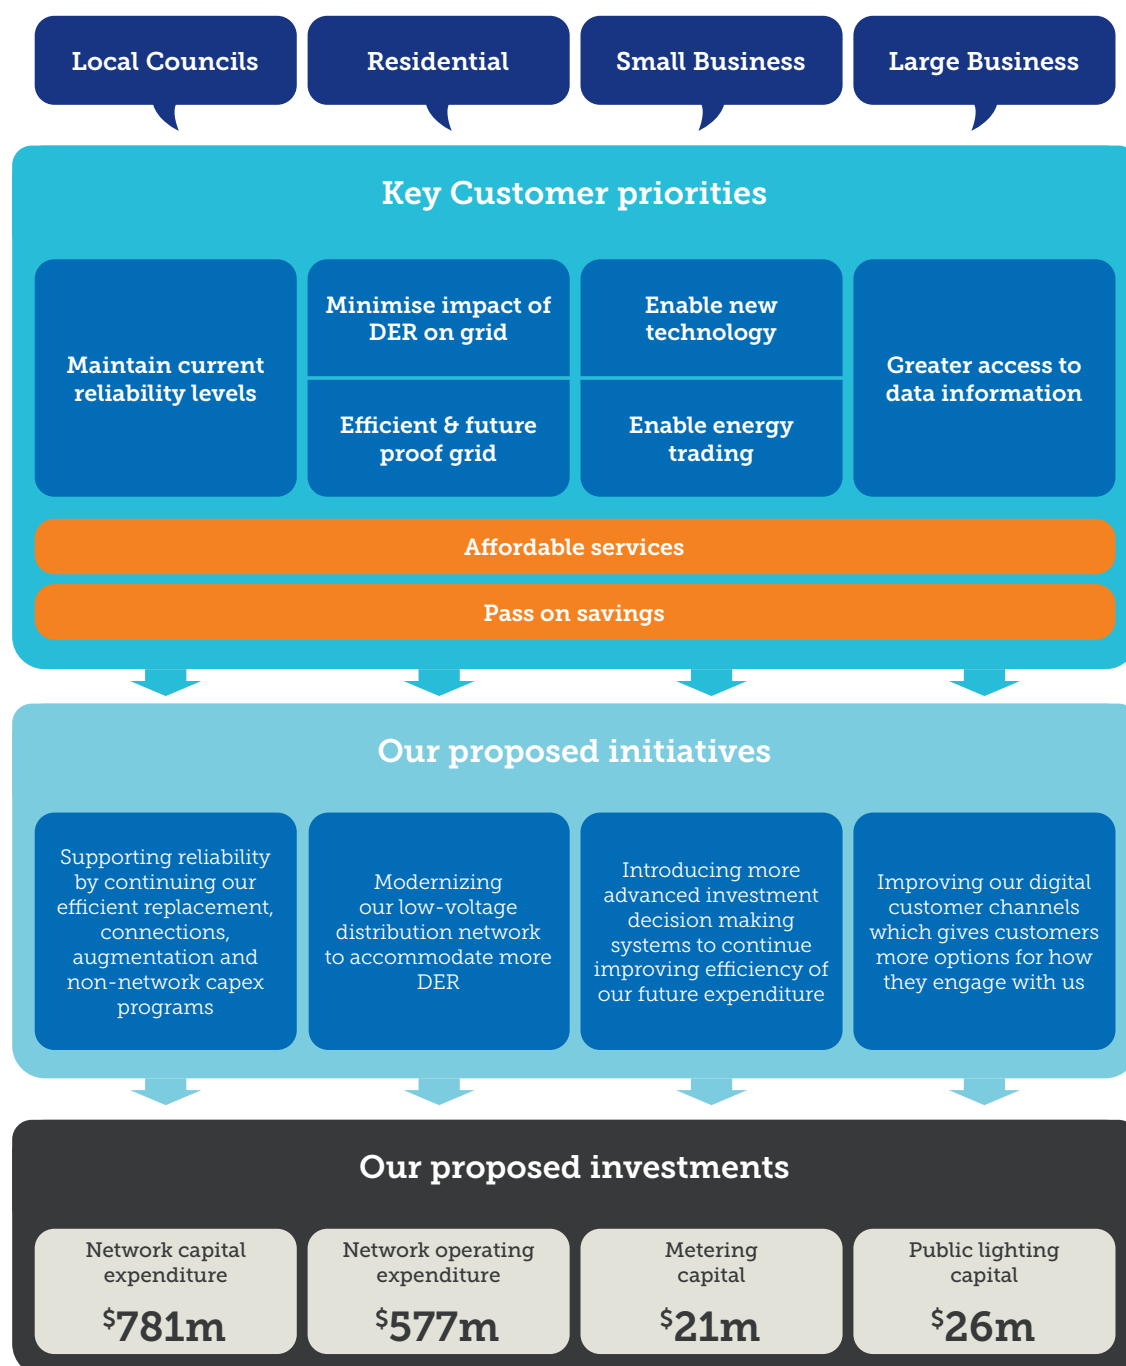 Local Councils
Residential
Small Business
Large Business
Key Customer priorities
Maintain current
reliability levels
Minimise impact of
DER on grid
Efficient & future
proof grid
Enable new
technology
Enable energy
trading
Greater access to
data information
Affordable services
Pass on savings
Our proposed initiatives
Supporting reliability
by continuing our
efficient replacement,
connections,
augmentation and
non-network capex
programs
Modernizing
our low-voltage
distribution network
to accommodate more
DER
Introducing more
advanced investment
decision making
systems to continue
improving efficiency of
our future expenditure
Improving our digital
customer channels
which gives customers
more options for how
they engage with us
Our proposed investments
Network capital
expenditure
$781m
Network operating
expenditure
$577m
Metering
capital
$21m
Public lighting
capital
$26m